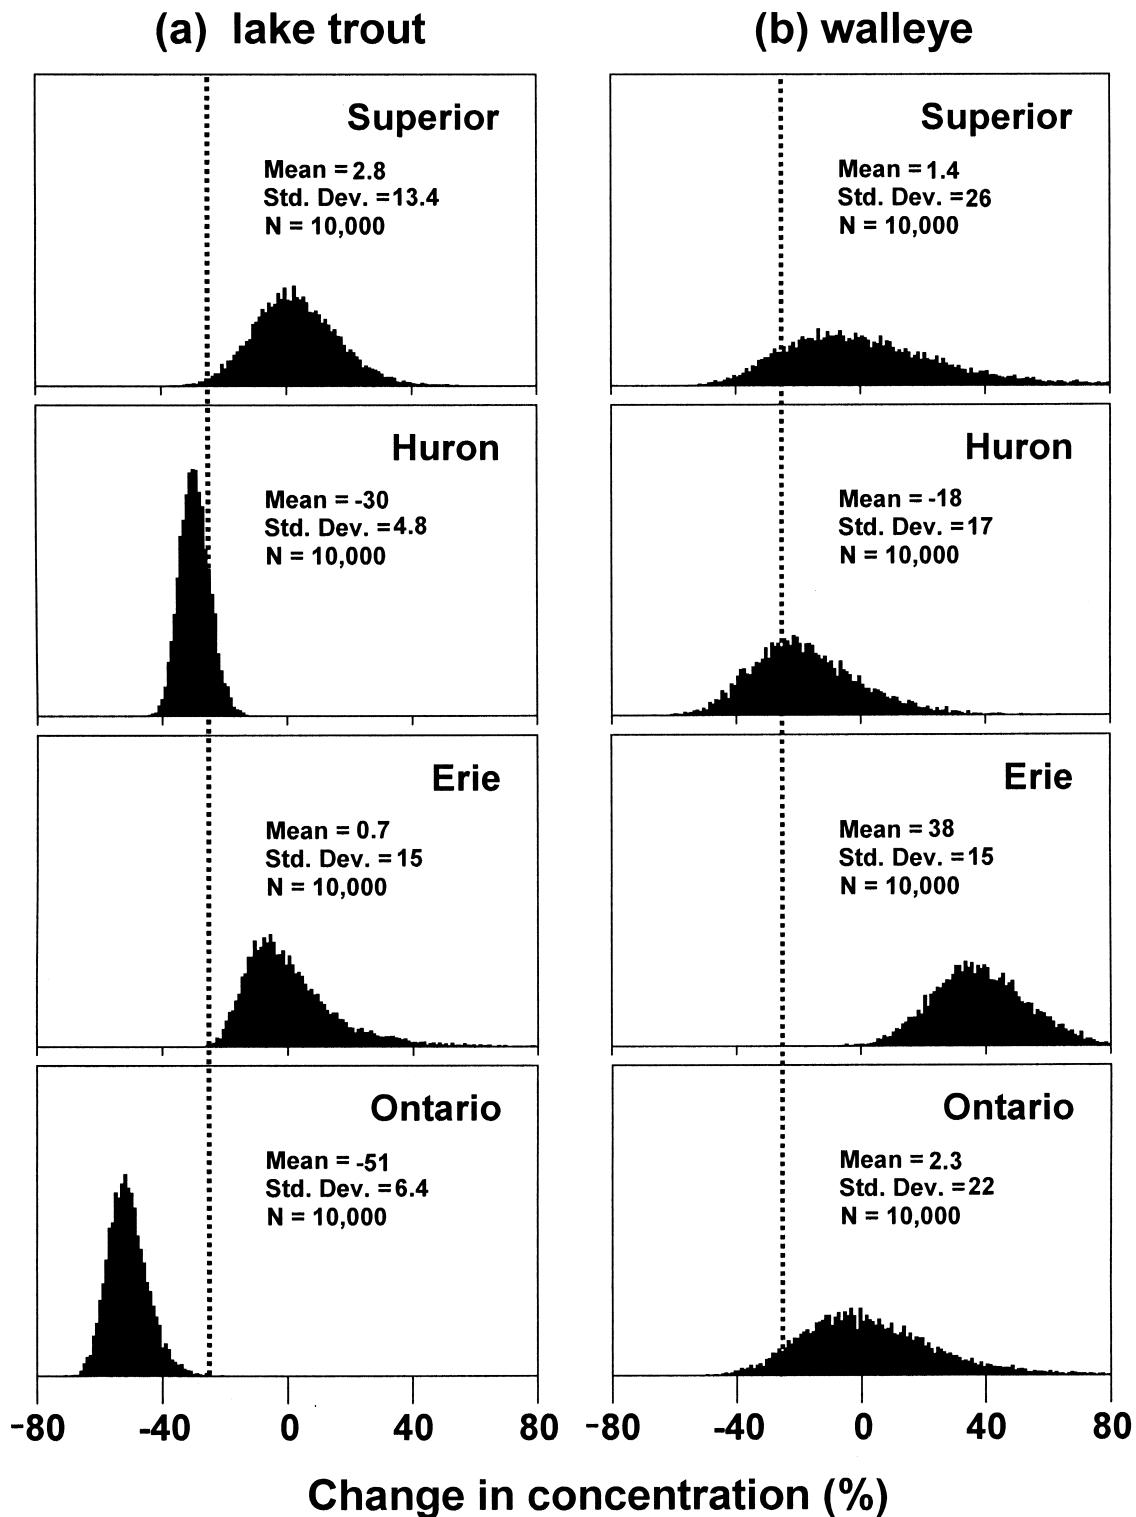 (a) lake trout
Superior
Mean = 2.8
Std. Dev. = 13.4
N = 10,000
Huron
Mean = -30
Std. Dev. = 4.8
N = 10,000
Erie
Mean = 0.7
Std. Dev. = 15
N = 10,000
Ontario
Mean = -51
Std. Dev. = 6.4
N = 10,000
-80 -40 0 40 80
(b) walleye
Superior
Mean = 1.4
Std. Dev. = 26
N = 10,000
Huron
Mean = -18
Std. Dev. = 17
N = 10,000
Erie
Mean = 38
Std. Dev. = 15
N = 10,000
Ontario
Mean = 2.3
Std. Dev. = 22
N = 10,000
-80 -40 0 40 80
Change in concentration (%)